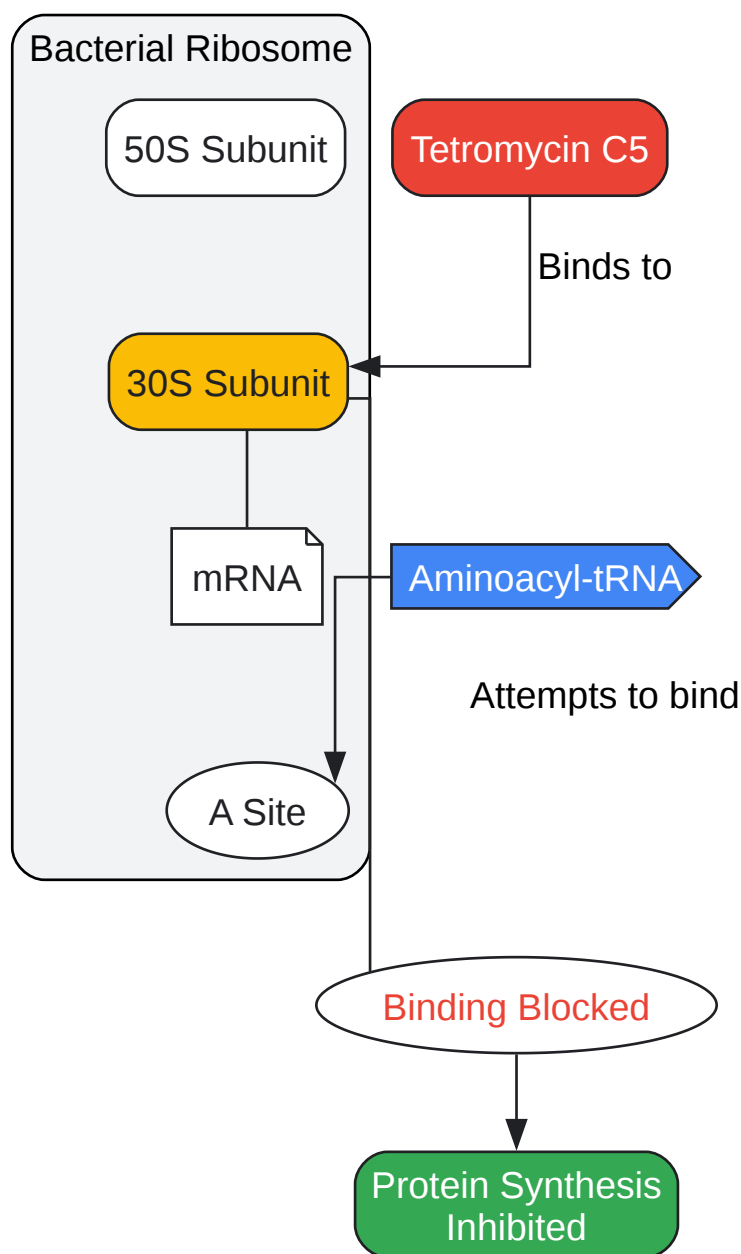 Bacterial Ribosome
50S Subunit
Tetromycin C5
Binds to
30S Subunit
mRNA
Aminoacyl-tRNA
Attempts to bind
A Site
Binding Blocked
Protein Synthesis
Inhibited